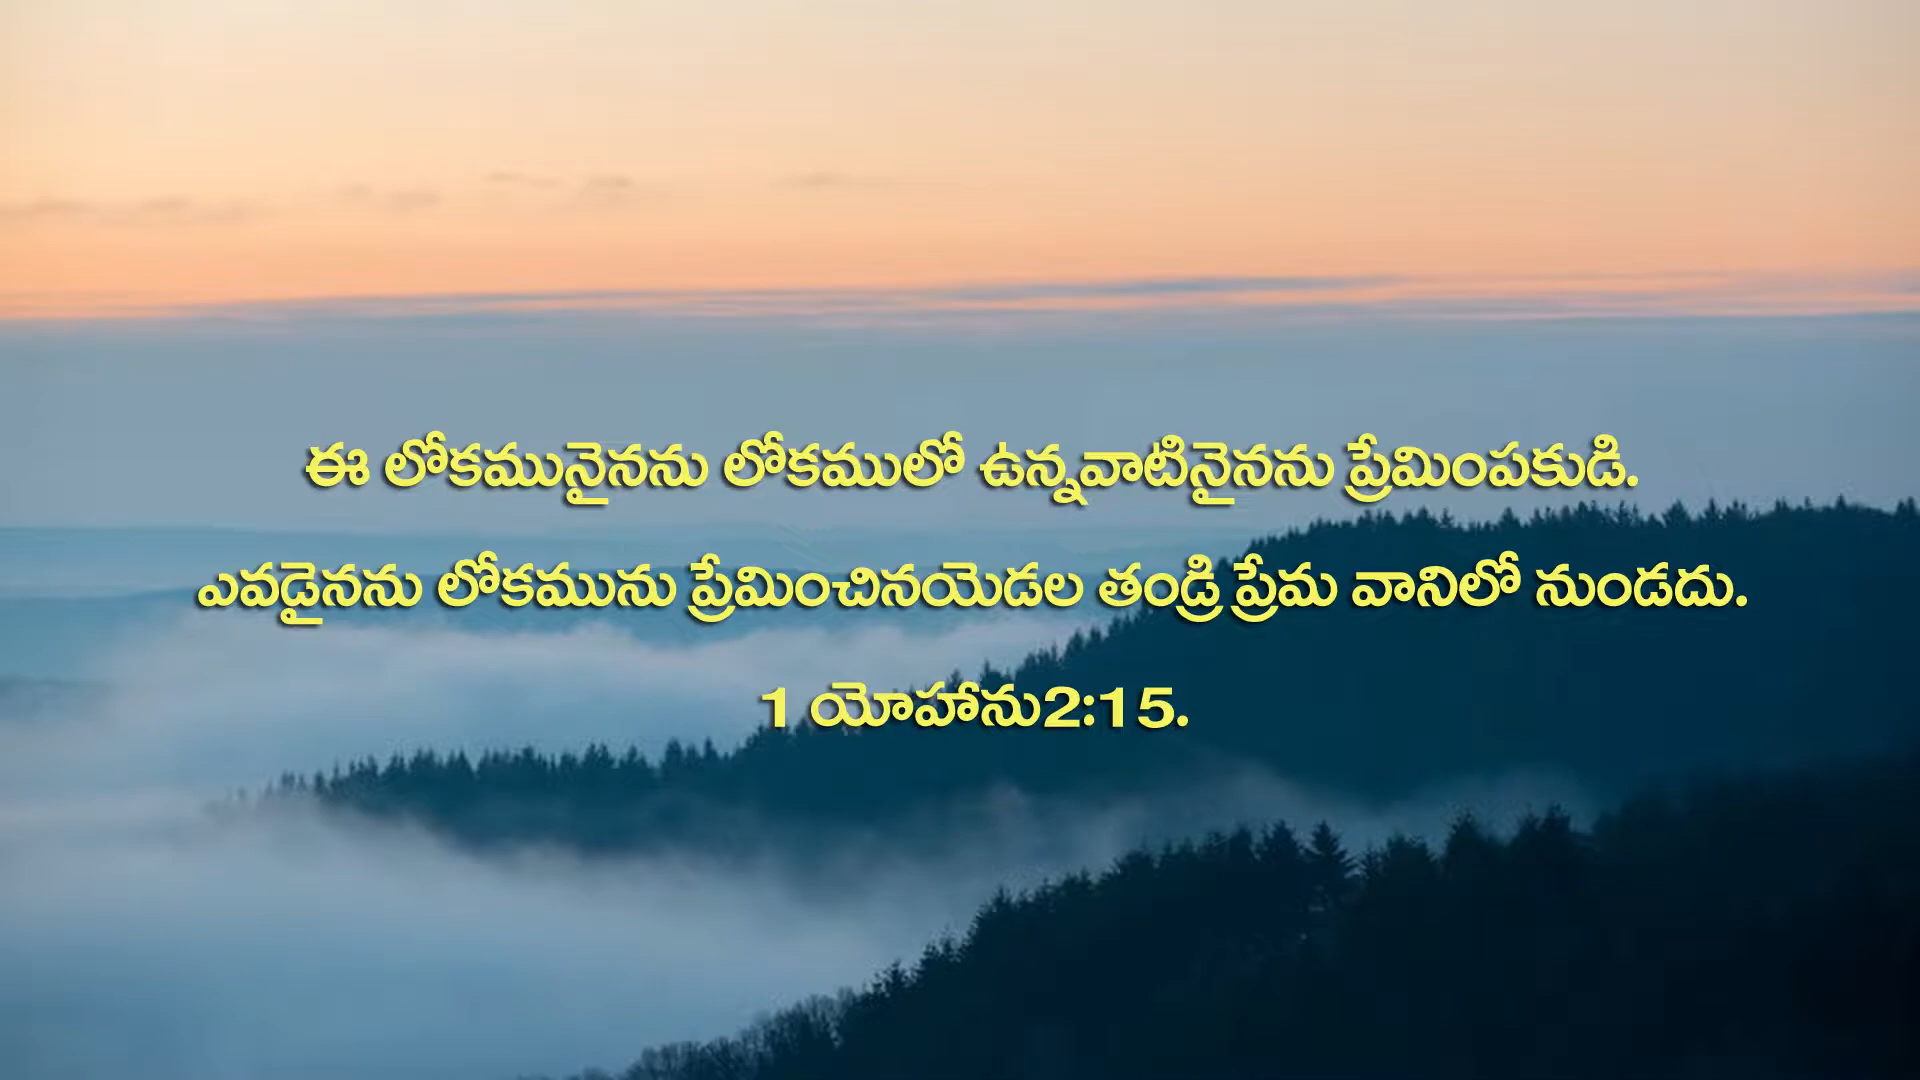 ఈ లోకమునైనను లోకములో ఉన్నవాటినైనను ప్రేమింపకుడి.
ఎవడైనను లోకమును ప్రేమించినయెడల తండ్రి ప్రేమ వానిలో నుండదు.
1 యోహాను2:15.